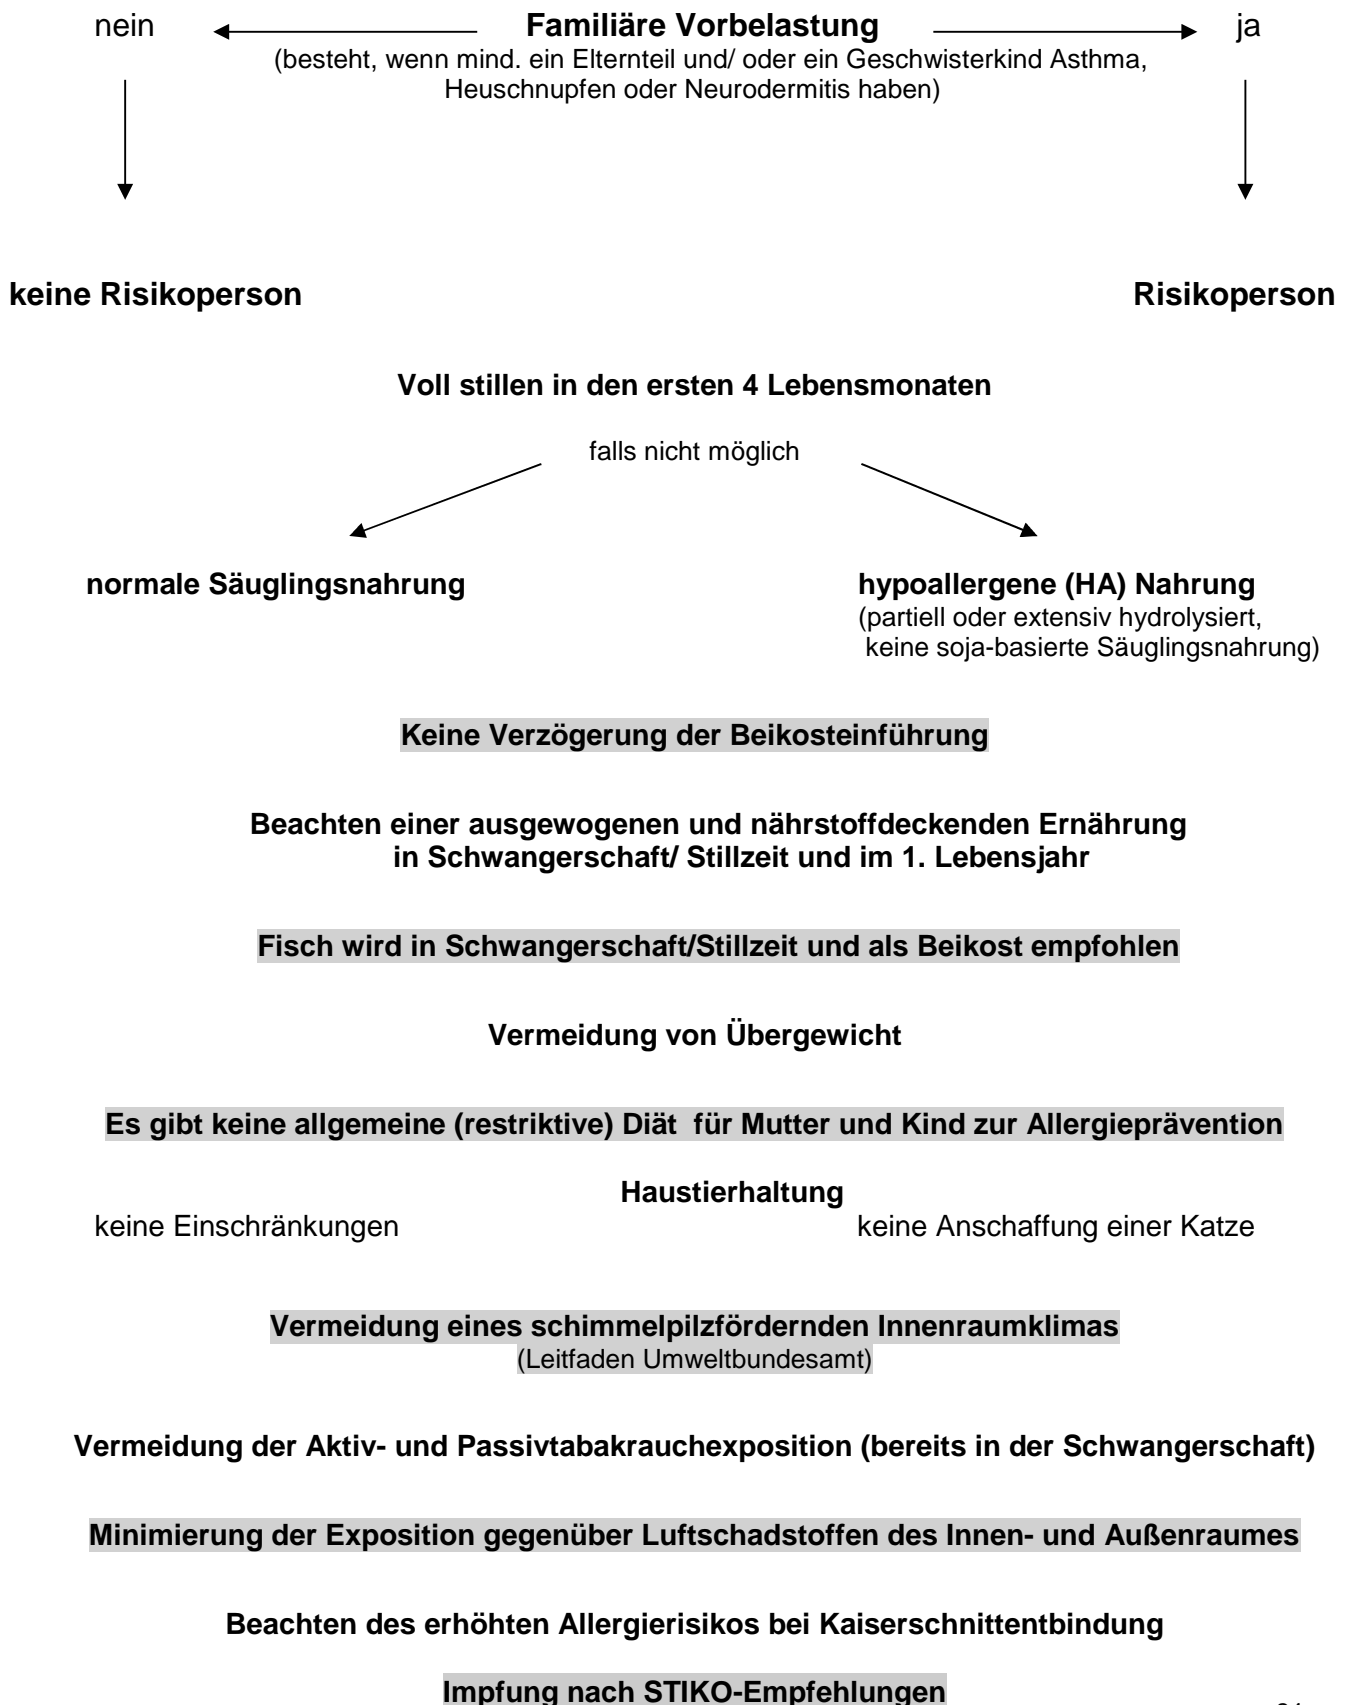 nein Familiäre Vorbelastung ja
(besteht, wenn mind. ein Elternteil und/ oder ein Geschwisterkind Asthma,
Heuschnupfen oder Neurodermitis haben)
keine Risikoperson Risikoperson
Voll stillen in den ersten 4 Lebensmonaten
falls nicht möglich
normale Säuglingsnahrung hypoallergene (HA) Nahrung
(partiell oder extensiv hydrolysiert,
keine soja-basierte Säuglingsnahrung)
Keine Verzögerung der Beikosteinführung
Beachten einer ausgewogenen und nährstoffdeckenden Ernährung
in Schwangerschaft/ Stillzeit und im 1. Lebensjahr
Fisch wird in Schwangerschaft/Stillzeit und als Beikost empfohlen
Vermeidung von Übergewicht
Es gibt keine allgemeine (restriktive) Diät  für Mutter und Kind zur Allergieprävention
Haustierhaltung
keine Einschränkungen keine Anschaffung einer Katze
Vermeidung eines schimmelpilzfördernden Innenraumklimas
(Leitfaden Umweltbundesamt)
Vermeidung der Aktiv- und Passivtabakrauchexposition (bereits in der Schwangerschaft)
Minimierung der Exposition gegenüber Luftschadstoffen des Innen- und Außenraumes
Beachten des erhöhten Allergierisikos bei Kaiserschnittentbindung
Impfung nach STIKO-Empfehlungen